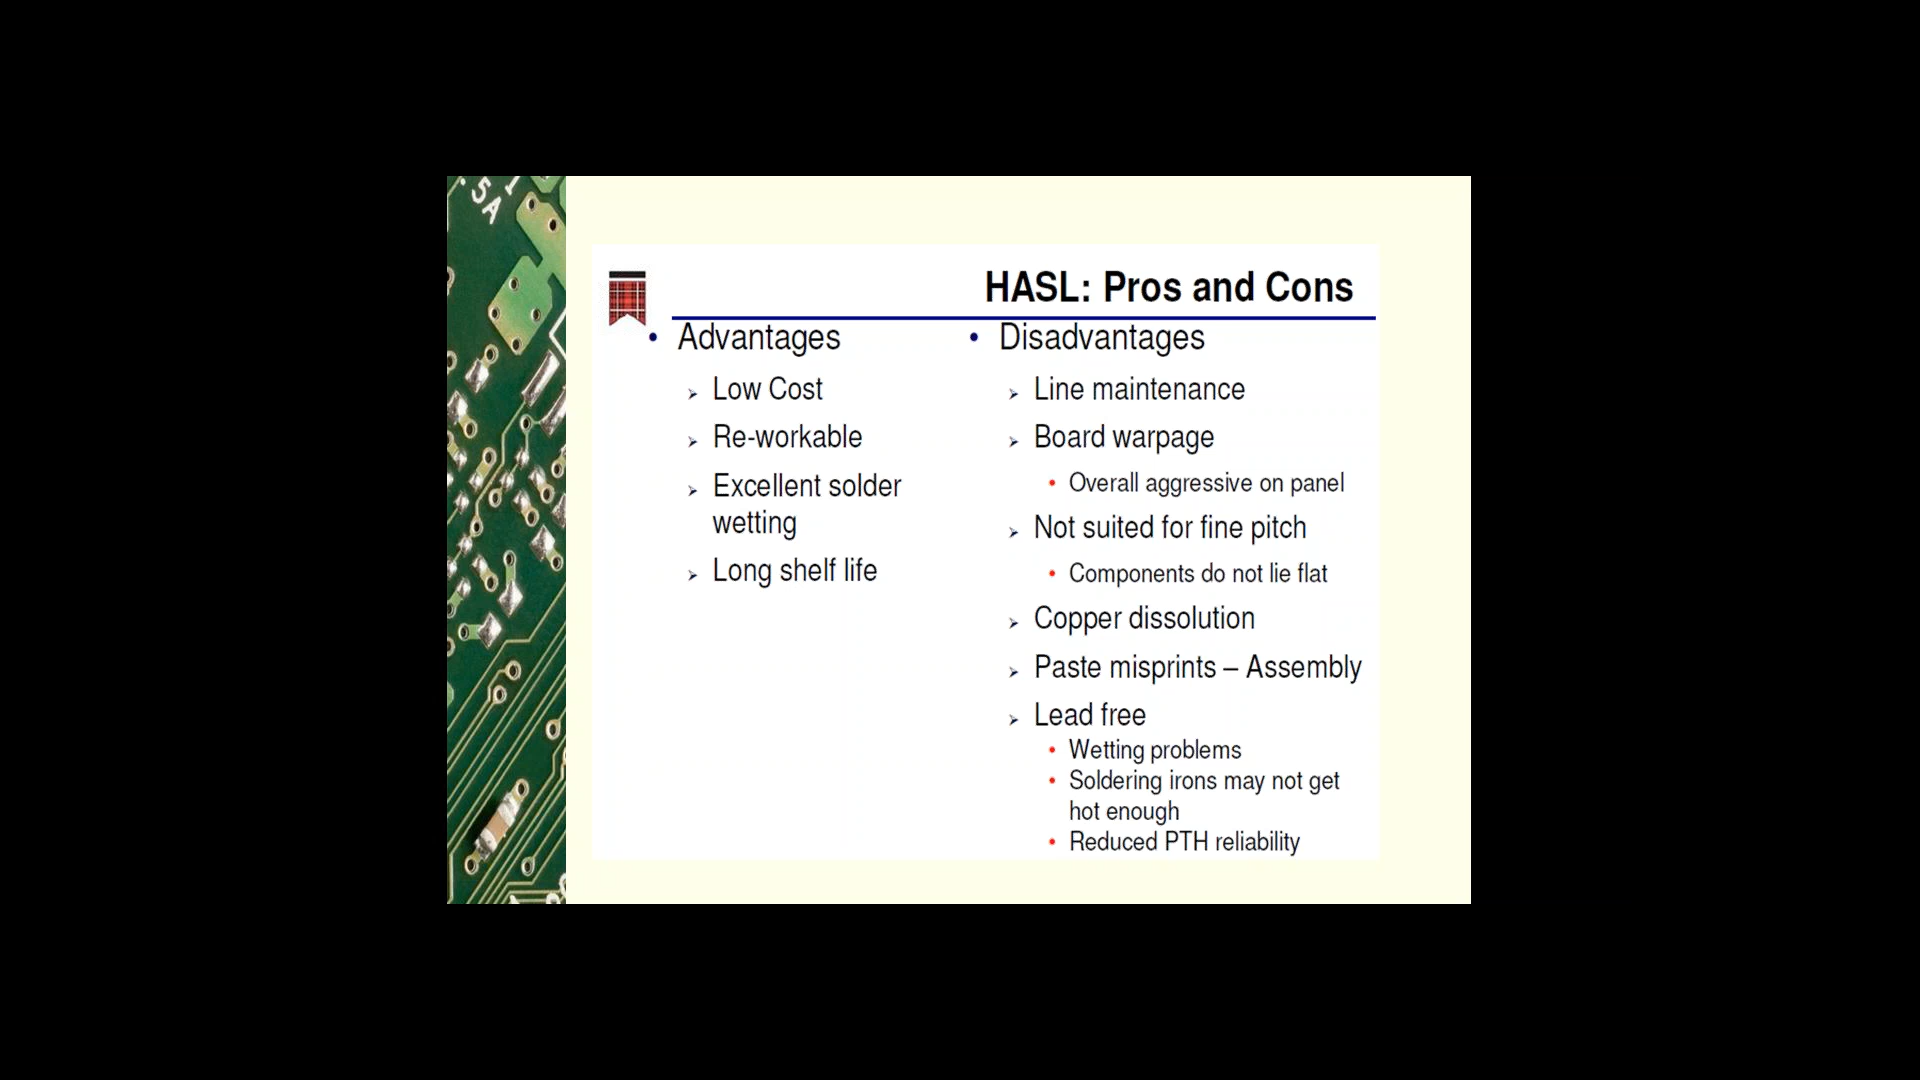 .5A
HASL: Pros and Cons
• Advantages
➢ Low Cost
➢ Re-workable
➢ Excellent solder
wetting
➢ Long shelf life
• Disadvantages
➢ Line maintenance
➢ Board warpage
• Overall aggressive on panel
➢ Not suited for fine pitch
• Components do not lie flat
➢ Copper dissolution
➢ Paste misprints – Assembly
➢ Lead free
• Wetting problems
• Soldering irons may not get
hot enough
• Reduced PTH reliability